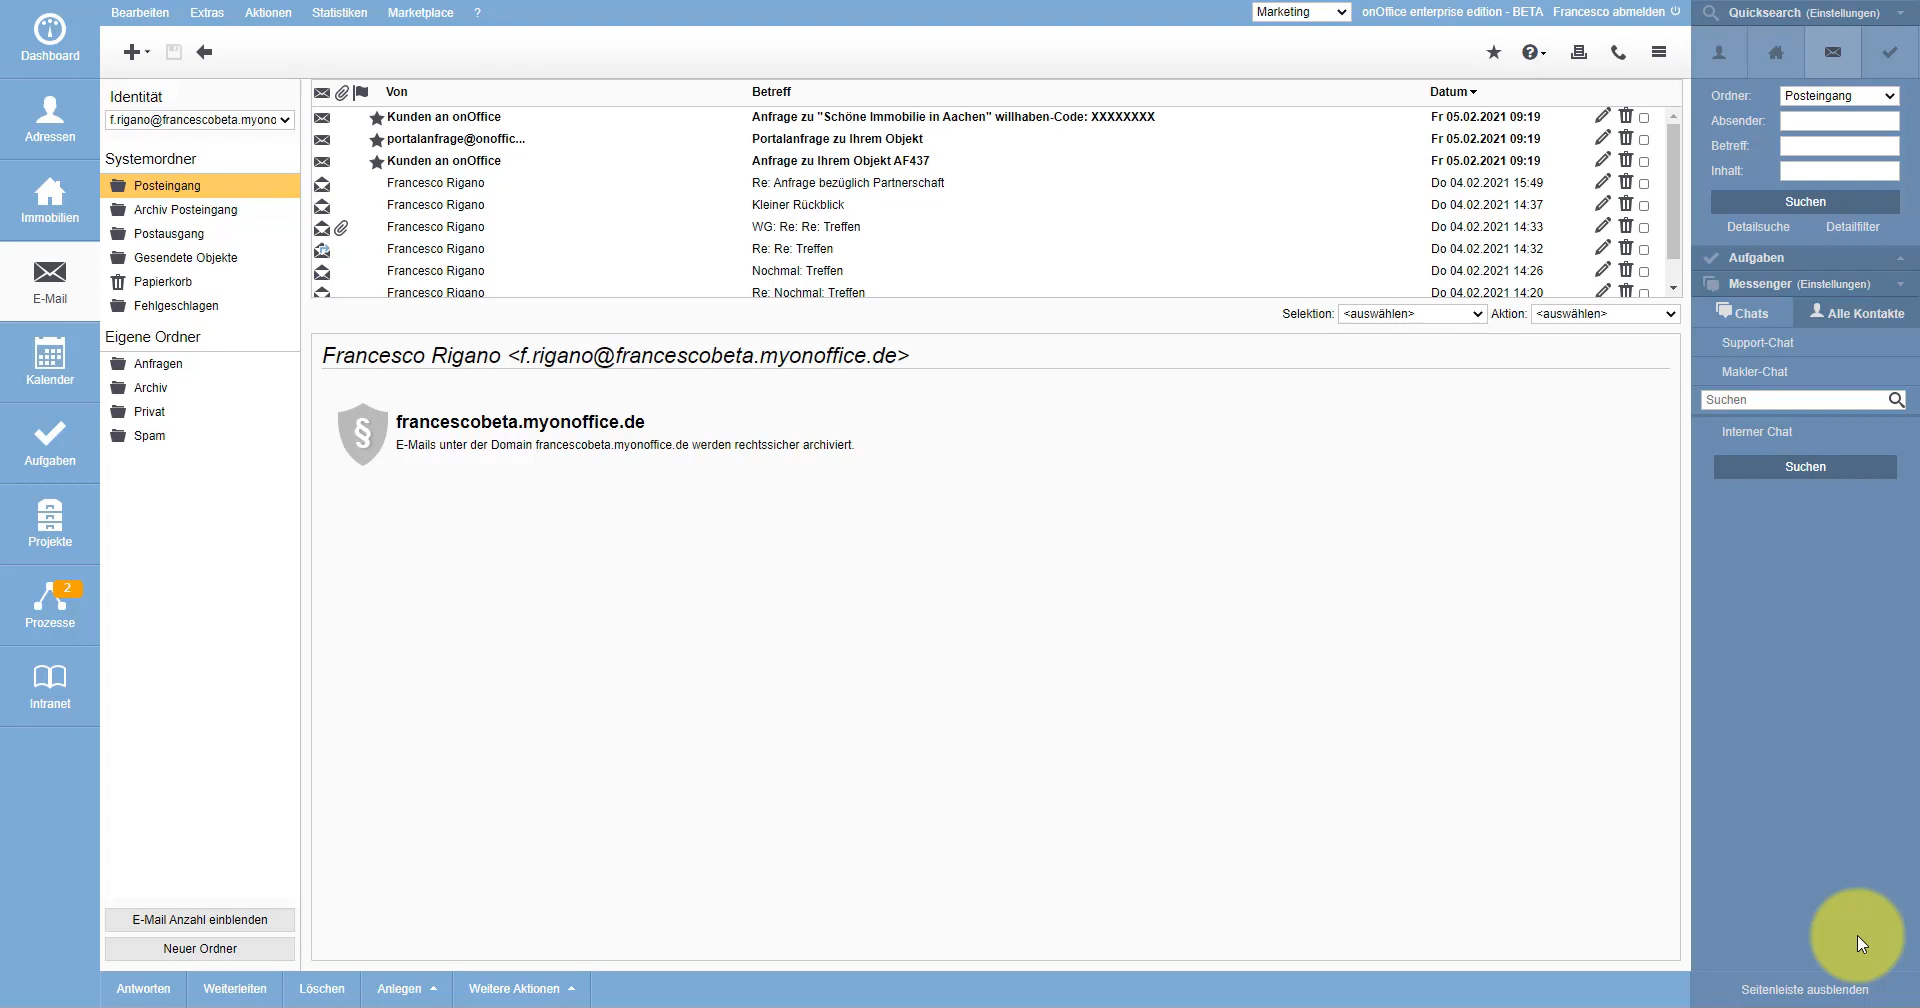 Bearbeiten Extras Aktionen Statistiken Marketplace ?
Marketing onOffice enterprise edition - BETA Francesco abmelden
Dashboard
Adressen
Immobilien
E-Mail
Kalender
Aufgaben
Projekte
2
Prozesse
Intranet
Identität
f.rigano@francescobeta.myono
Systemordner
Posteingang
Archiv Posteingang
Postausgang
Gesendete Objekte
Papierkorb
Fehlgeschlagen
Eigene Ordner
Anfragen
Archiv
Privat
Spam
E-Mail Anzahl einblenden
Neuer Ordner
Von Betreff Datum
Kunden an onOffice Anfrage zu "Schöne Immobilie in Aachen" willhaben-Code: XXXXXXXX Fr 05.02.2021 09:19
portalanfrage@onoffic... Portalanfrage zu Ihrem Objekt Fr 05.02.2021 09:19
Kunden an onOffice Anfrage zu Ihrem Objekt AF437 Fr 05.02.2021 09:19
Francesco Rigano Re: Anfrage bezüglich Partnerschaft Do 04.02.2021 15:49
Francesco Rigano Kleiner Rückblick Do 04.02.2021 14:37
Francesco Rigano WG: Re: Re: Treffen Do 04.02.2021 14:33
Francesco Rigano Re: Re: Treffen Do 04.02.2021 14:32
Francesco Rigano Nochmal: Treffen Do 04.02.2021 14:26
Francesco Rigano Re: Nochmal: Treffen Do 04.02.2021 14:20
Selektion: <auswählen> Aktion: <auswählen>
Francesco Rigano <f.rigano@francescobeta.myonoffice.de>
§
francescobeta.myonoffice.de
E-Mails unter der Domain francescobeta.myonoffice.de werden rechtssicher archiviert.
Antworten Weiterleiten Löschen Anlegen Weitere Aktionen
Quicksearch (Einstellungen)
Ordner: Posteingang
Absender:
Betreff:
Inhalt:
Suchen
Detailsuche Detailfilter
Aufgaben
Messenger (Einstellungen)
Chats Alle Kontakte
Support-Chat
Makler-Chat
Suchen
Interner Chat
Suchen
Seitenleiste ausblenden